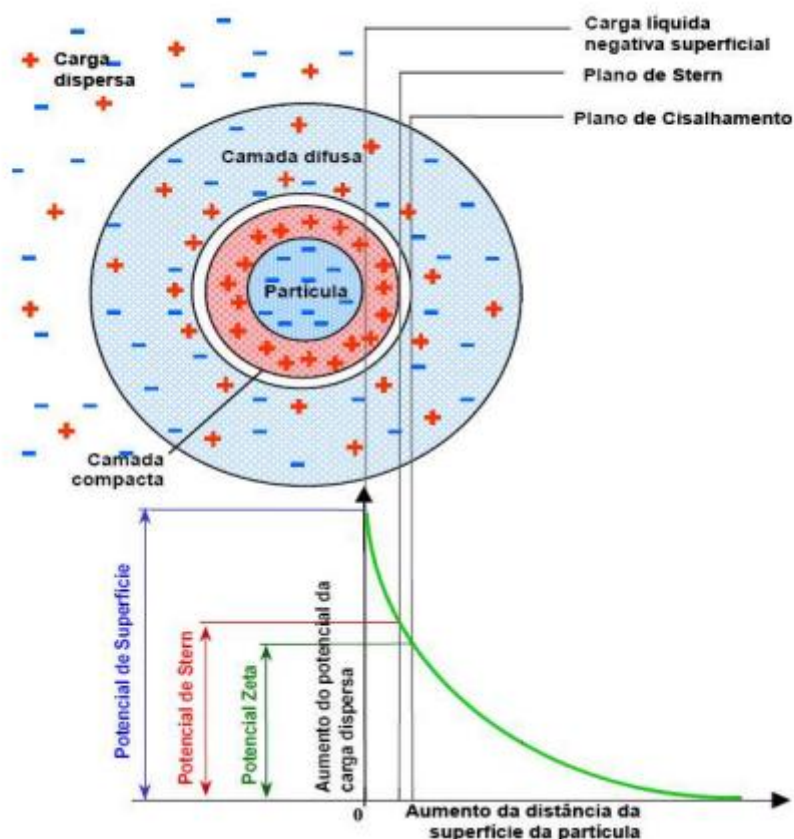 Carga líquida
negativa superficial
Carga
dispersa
Plano de Stern
Plano de Cisalhamento
Camada difusa
Partícula
Camada
compacta
Potencial de Superfície
Potencial de Stern
Potencial Zeta
Aumento do potencial da
carga dispersa
0
Aumento da distância da
superfície da partícula